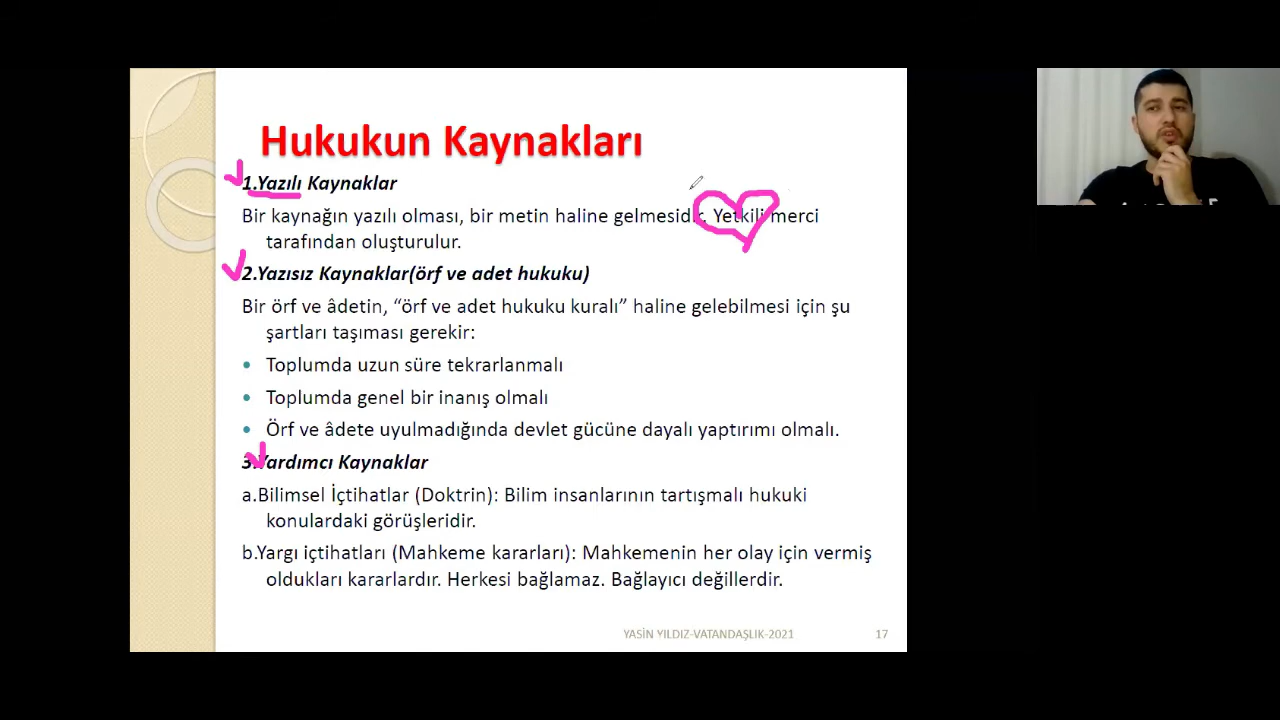 Hukukun Kaynakları
1.Yazılı Kaynaklar
Bir kaynağın yazılı olması, bir metin haline gelmesidir. Yetkili merci
tarafından oluşturulur.
2.Yazısız Kaynaklar(örf ve adet hukuku)
Bir örf ve âdetin, “örf ve adet hukuku kuralı” haline gelebilmesi için şu
şartları taşıması gerekir:
• Toplumda uzun süre tekrarlanmalı
• Toplumda genel bir inanış olmalı
• Örf ve âdete uyulmadığında devlet gücüne dayalı yaptırımı olmalı.
3.Yardımcı Kaynaklar
a.Bilimsel İçtihatlar (Doktrin): Bilim insanlarının tartışmalı hukuki
konulardaki görüşleridir.
b.Yargı içtihatları (Mahkeme kararları): Mahkemenin her olay için vermiş
oldukları kararlardır. Herkesi bağlamaz. Bağlayıcı değillerdir.
YASİN YILDIZ-VATANDAŞLIK-2021
17